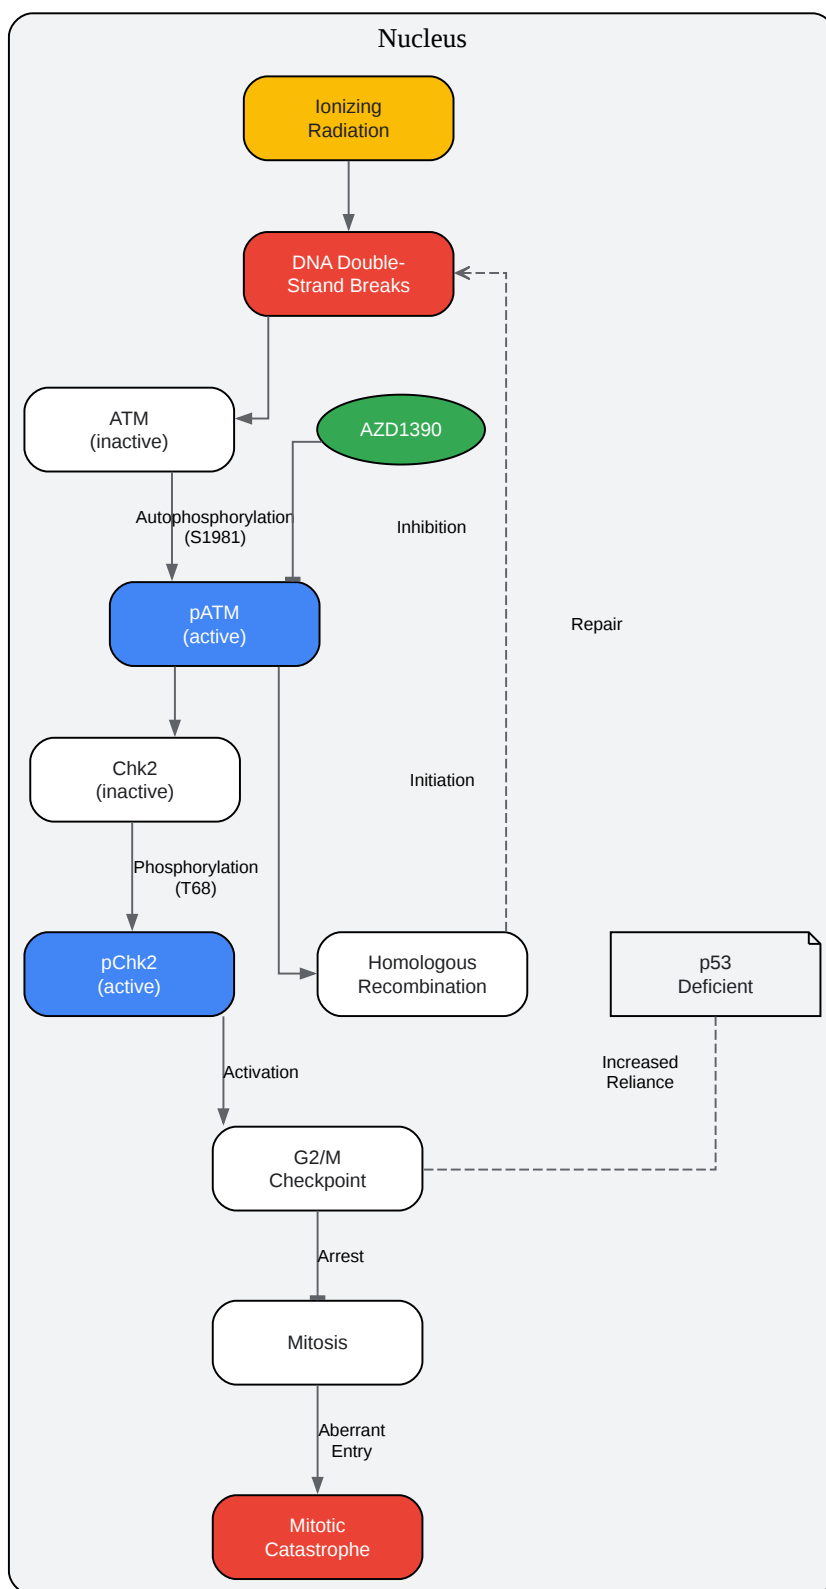 Nucleus
Ionizing
Radiation
DNA Double-
Strand Breaks
ATM
(inactive)
AZD1390
Autophosphorylation
(S1981)
Inhibition
pATM
(active)
Repair
Chk2
(inactive)
Initiation
Phosphorylation
(T68)
pChk2
(active)
Homologous
Recombination
p53
Deficient
Activation
Increased
Reliance
G2/M
Checkpoint
Arrest
Mitosis
Aberrant
Entry
Mitotic
Catastrophe